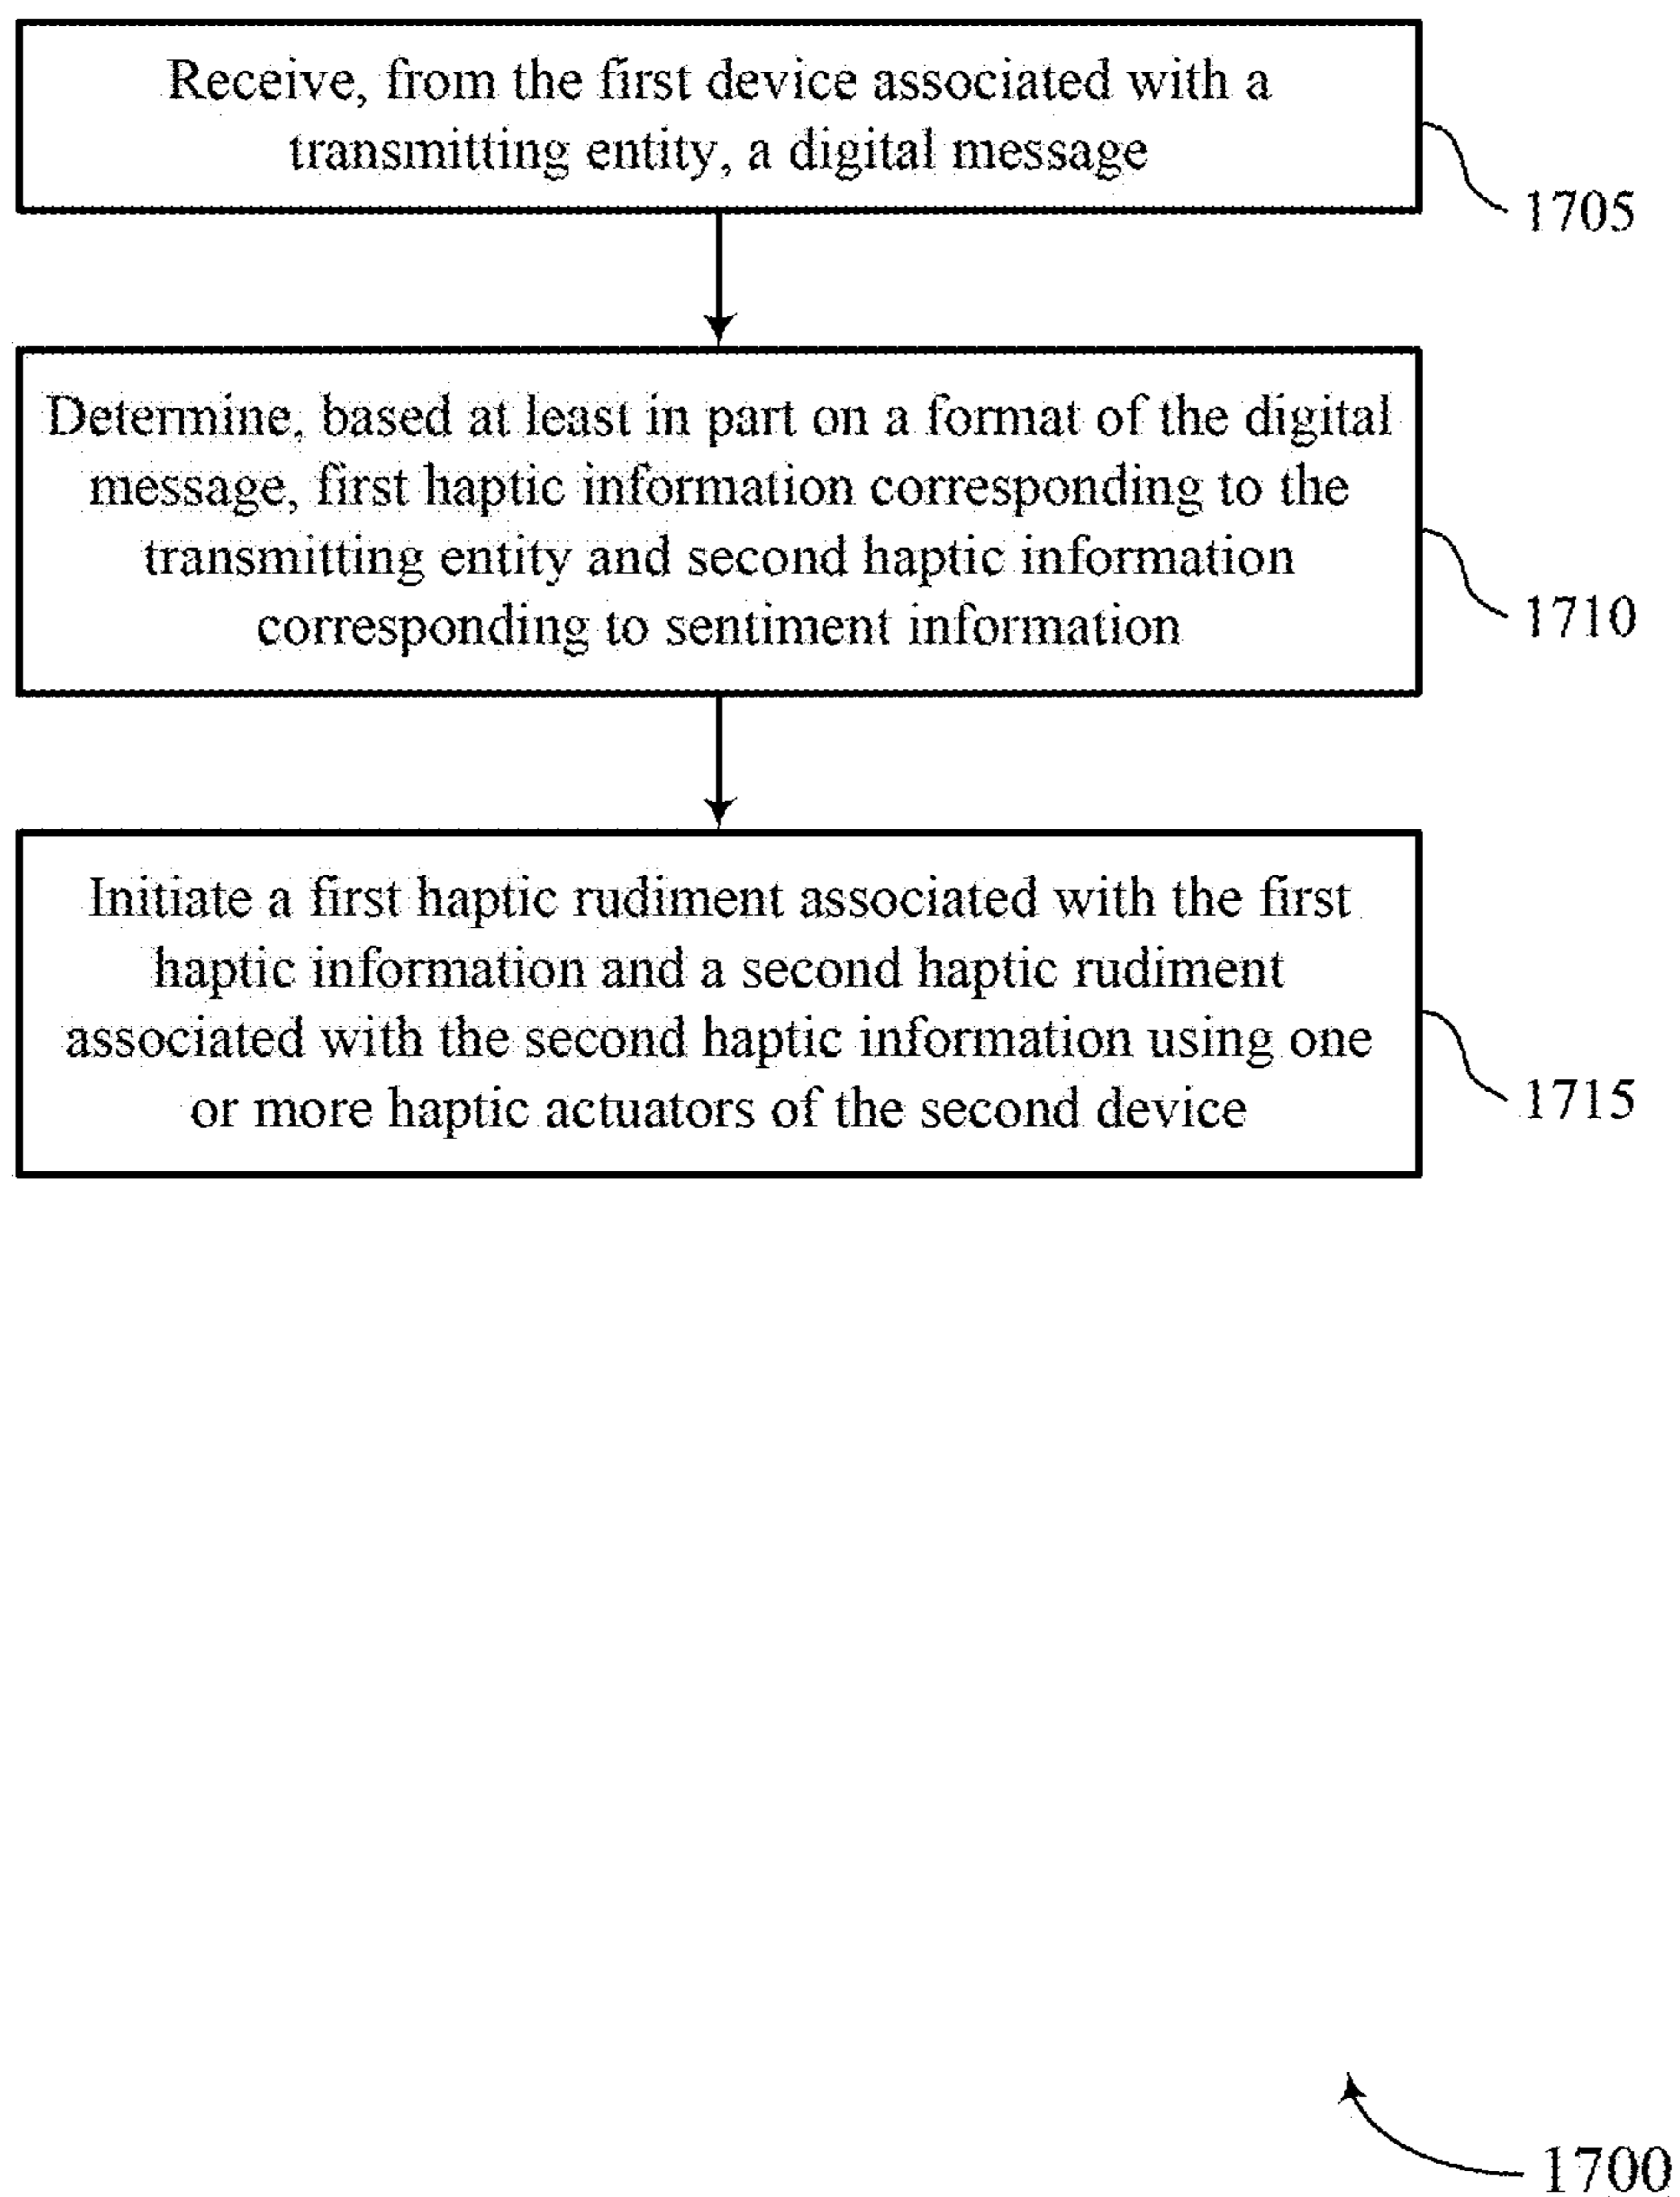 Receive, from the first device associated with a
transmitting entity, a digital message
1705
Determine, based at least in part on a format of the digital
message, first haptic information corresponding to the
transmitting entity and second haptic information
corresponding to sentiment information
1710
Initiate a first haptic rudiment associated with the first
haptic information and a second haptic rudiment
associated with the second haptic information using one
or more haptic actuators of the second device
1715
1700